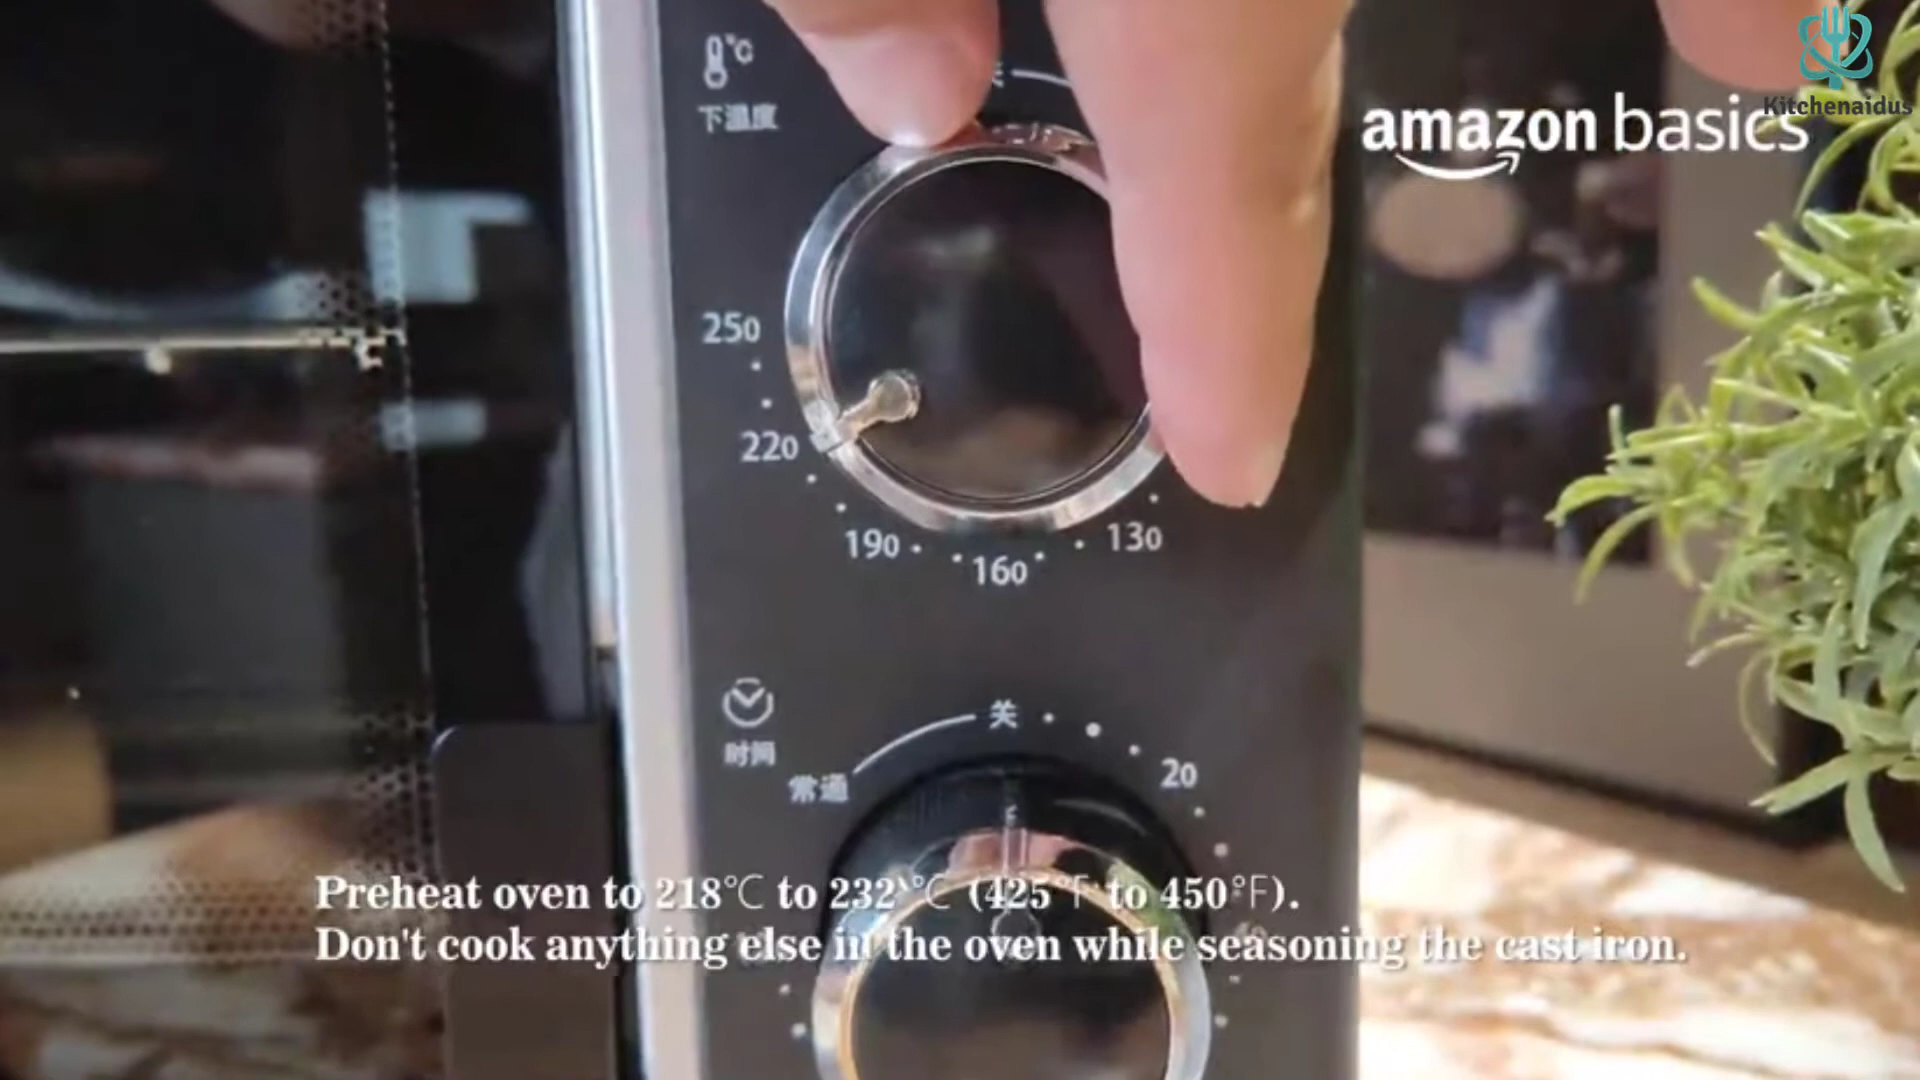 Kitchenaidus
amazon basics
°C
下温度
250
220
190
160
130
时间
关
常通
20
Preheat oven to 218℃ to 232℃ (425℉ to 450℉).
Don't cook anything else in the oven while seasoning the cast iron.